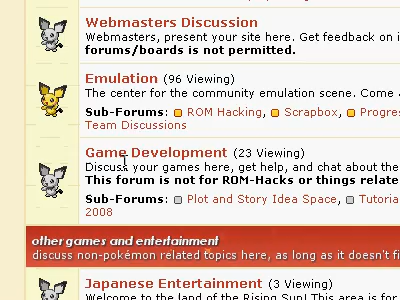 Webmasters Discussion
Webmasters, present your site here. Get feedback on
forums/boards is not permitted.
Emulation (96 Viewing)
The center for the community emulation scene. Come
Sub-Forums: ROM Hacking, Scrapbox,
Team Discussions
Game Development (23 Viewing)
Discuss your games here, get help, and chat about the
This forum is not for ROM-Hacks or things
Sub-Forums: Plot and Story Idea Space,
2008
other games and entertainment
discuss non-pokémon related topics here, as long as it doesn't
Japanese Entertainment (3 Viewing)
Welcome to the land of the Rising Sun! This area is for